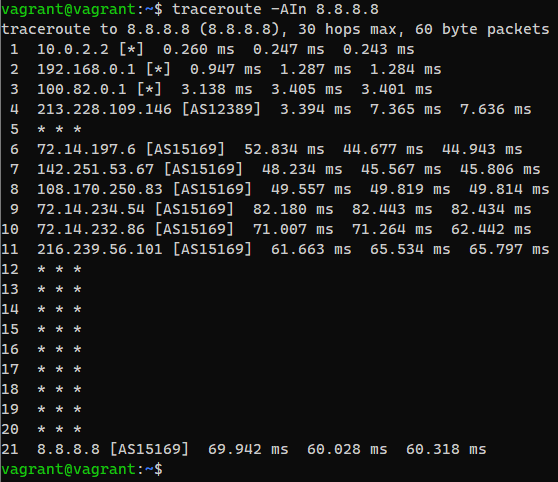 vagrant@vagrant:~$ traceroute -AIn 8.8.8.8
traceroute to 8.8.8.8 (8.8.8.8), 30 hops max, 60 byte packets
 1  10.0.2.2 [*]  0.260 ms  0.247 ms  0.243 ms
 2  192.168.0.1 [*]  0.947 ms  1.287 ms  1.284 ms
 3  100.82.0.1 [*]  3.138 ms  3.405 ms  3.401 ms
 4  213.228.109.146 [AS12389]  3.394 ms  7.365 ms  7.636 ms
 5  * * *
 6  72.14.197.6 [AS15169]  52.834 ms  44.677 ms  44.943 ms
 7  142.251.53.67 [AS15169]  48.234 ms  45.567 ms  45.806 ms
 8  108.170.250.83 [AS15169]  49.557 ms  49.819 ms  49.814 ms
 9  72.14.234.54 [AS15169]  82.180 ms  82.443 ms  82.434 ms
10  72.14.232.86 [AS15169]  71.007 ms  71.264 ms  62.442 ms
11  216.239.56.101 [AS15169]  61.663 ms  65.534 ms  65.797 ms
12  * * *
13  * * *
14  * * *
15  * * *
16  * * *
17  * * *
18  * * *
19  * * *
20  * * *
21  8.8.8.8 [AS15169]  69.942 ms  60.028 ms  60.318 ms
vagrant@vagrant:~$